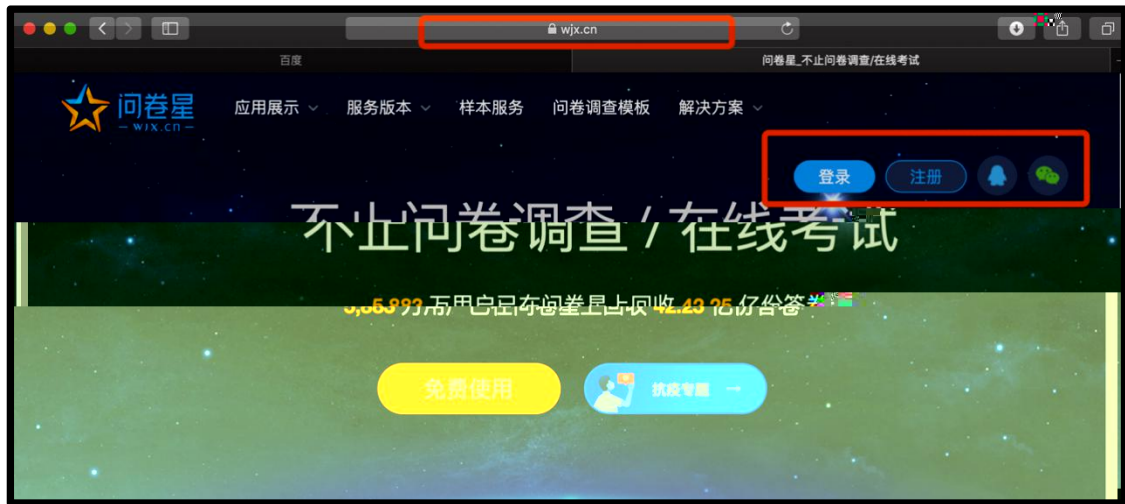 wjx.cn
百度
问卷星_不止问卷调查/在线考试
问卷星
WJX.CN
应用展示
服务版本
样本服务
问卷调查模板
解决方案
登录
注册
不止问卷调查 / 在线考试
万用户已在问卷星上回收
亿份答卷
免费使用
抗疫专题 →